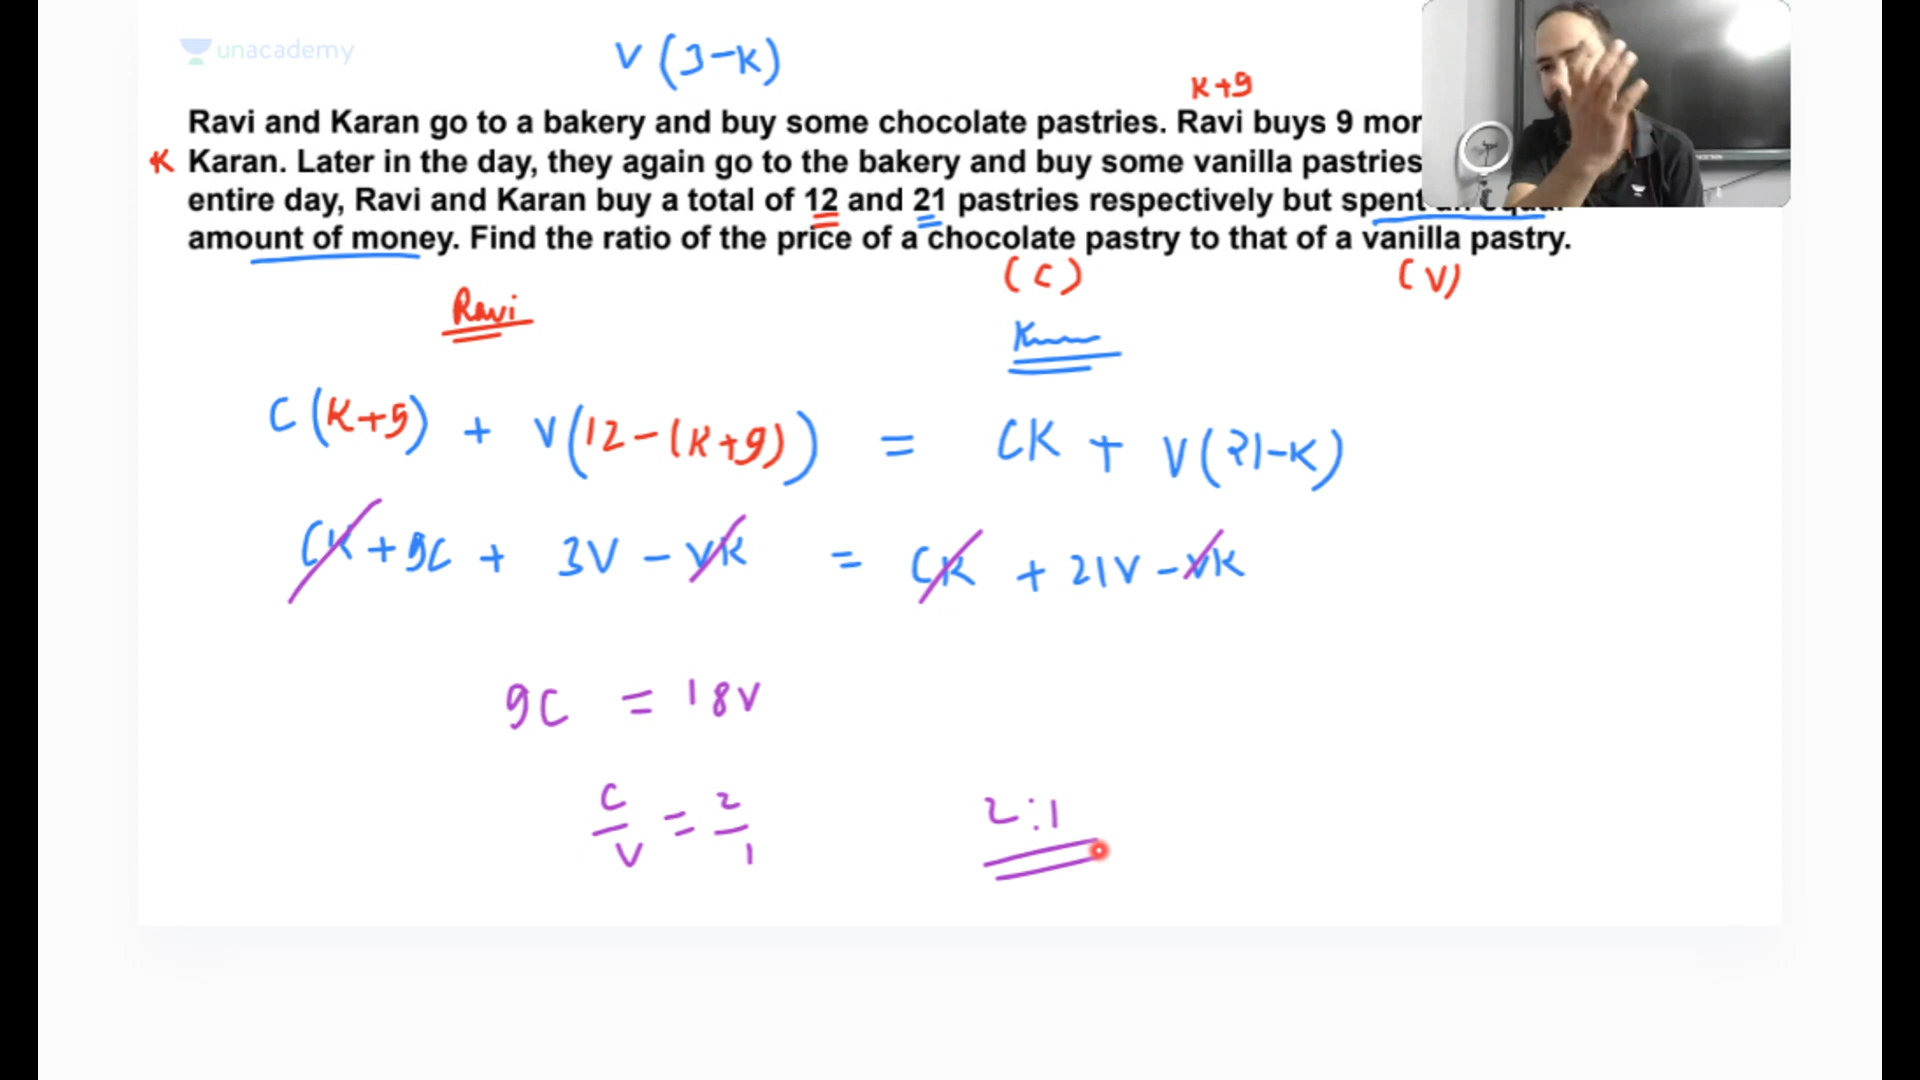 unacademy
V (3-K)
K+9
Ravi and Karan go to a bakery and buy some chocolate pastries. Ravi buys 9 mor
K Karan. Later in the day, they again go to the bakery and buy some vanilla pastries
entire day, Ravi and Karan buy a total of 12 and 21 pastries respectively but spent an equal
amount of money. Find the ratio of the price of a chocolate pastry to that of a vanilla pastry.
(C) (V)
Ravi
C(K+9) + V(12-(K+9)) = CK + V(21-K)
CK+9C + 3V - VK = CK + 21V - VK
9C = 18V
C/V = 2/1 2:1